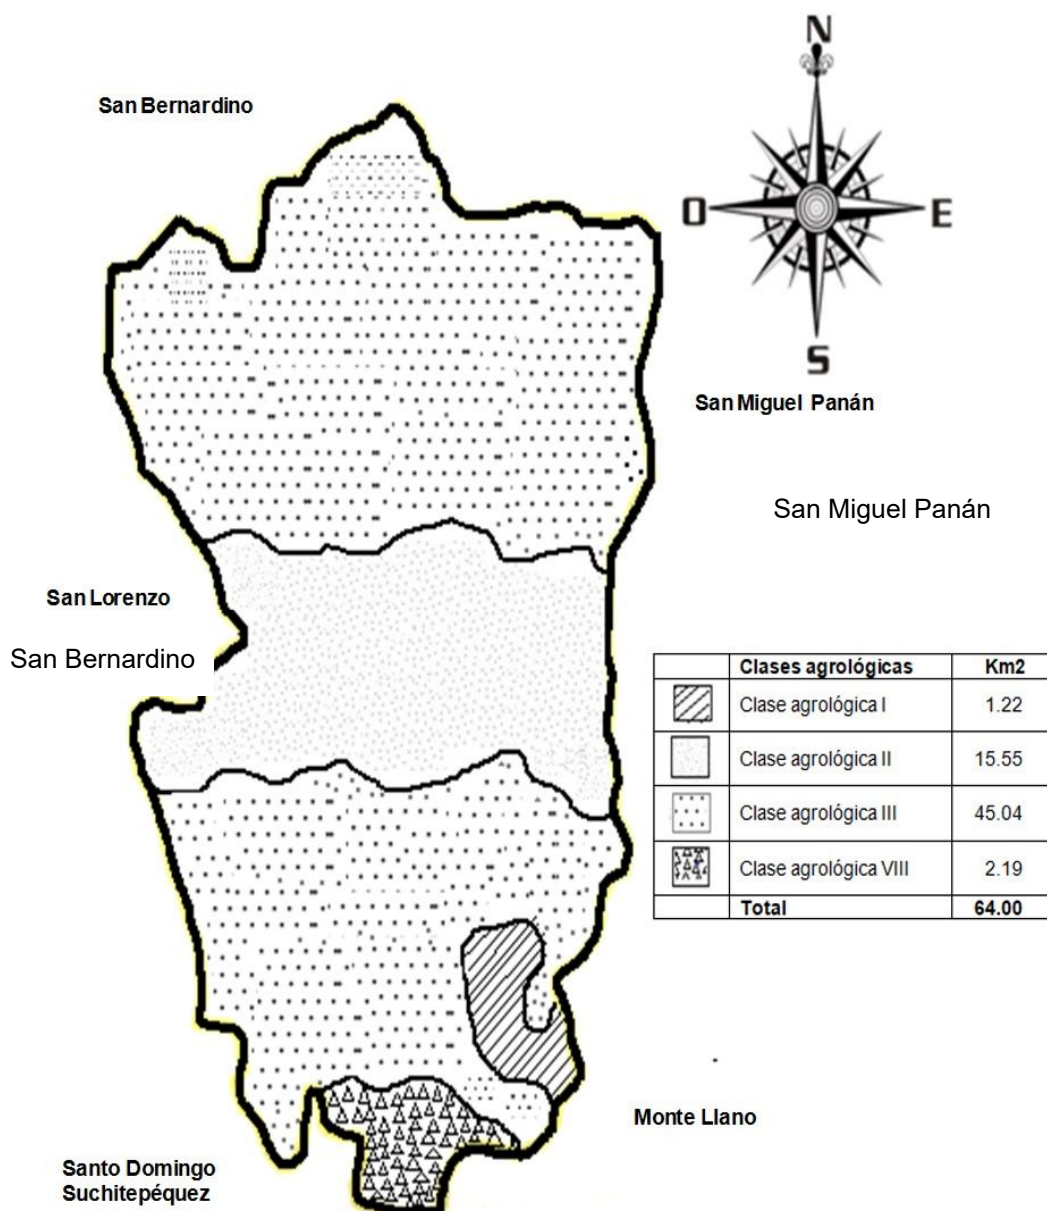 N
San Bernardino
O
E
S
San Miguel Panán
San Miguel Panán
San Lorenzo
San Bernardino
Clases agrológicas Km2
Clase agrológica I 1.22
Clase agrológica II 15.55
Clase agrológica III 45.04
Clase agrológica VIII 2.19
Total 64.00
Monte Llano
Santo Domingo
Suchitepéquez